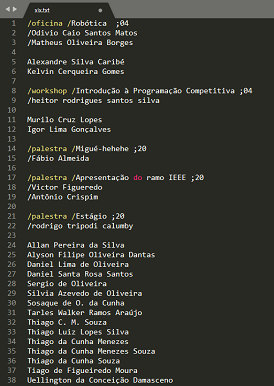 xix.txt
1 /oficina /Robótica ;04
2 /Odivio Caio Santos Matos
3 /Matheus Oliveira Borges
4
5 Alexandre Silva Caribé
6 Kelvin Cerqueira Gomes
7
8 /workshop /Introdução à Programação Competitiva ;04
9 /heitor rodrigues santos silva
10
11 Murilo Cruz Lopes
12 Igor Lima Gonçalves
13
14 /palestra /Migué-hehehe ;20
15 /Fábio Almeida
16
17 /palestra /Apresentação do ramo IEEE ;20
18 /Victor Figueredo
19 /Antônio Crispim
20
21 /palestra /Estágio ;20
22 /rodrigo tripodi calumby
23
24 Allan Pereira da Silva
25 Alyson Filipe Oliveira Dantas
26 Daniel Lima de Oliveira
27 Daniel Santa Rosa Santos
28 Sergio de Oliveira
29 Silvia Azevedo de Oliveira
30 Sosaque de O. da Cunha
31 Tarles Walker Ramos Araújo
32 Thiago C. M. Souza
33 Thiago Luiz Lopes Silva
34 Thiago da Cunha Menezes
35 Thiago da Cunha Menezes Souza
36 Thiago da Cunha Souza
37 Tiago de Figueiredo Moura
38 Uellington da Conceição Damasceno